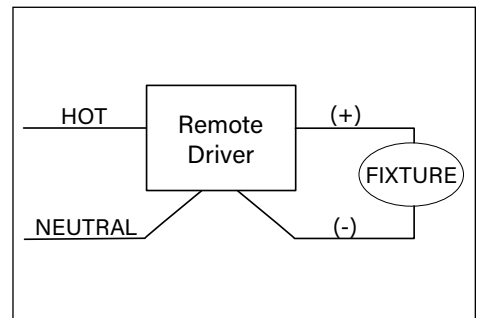 HOT
Remote
Driver
(+)
FIXTURE
NEUTRAL
(-)